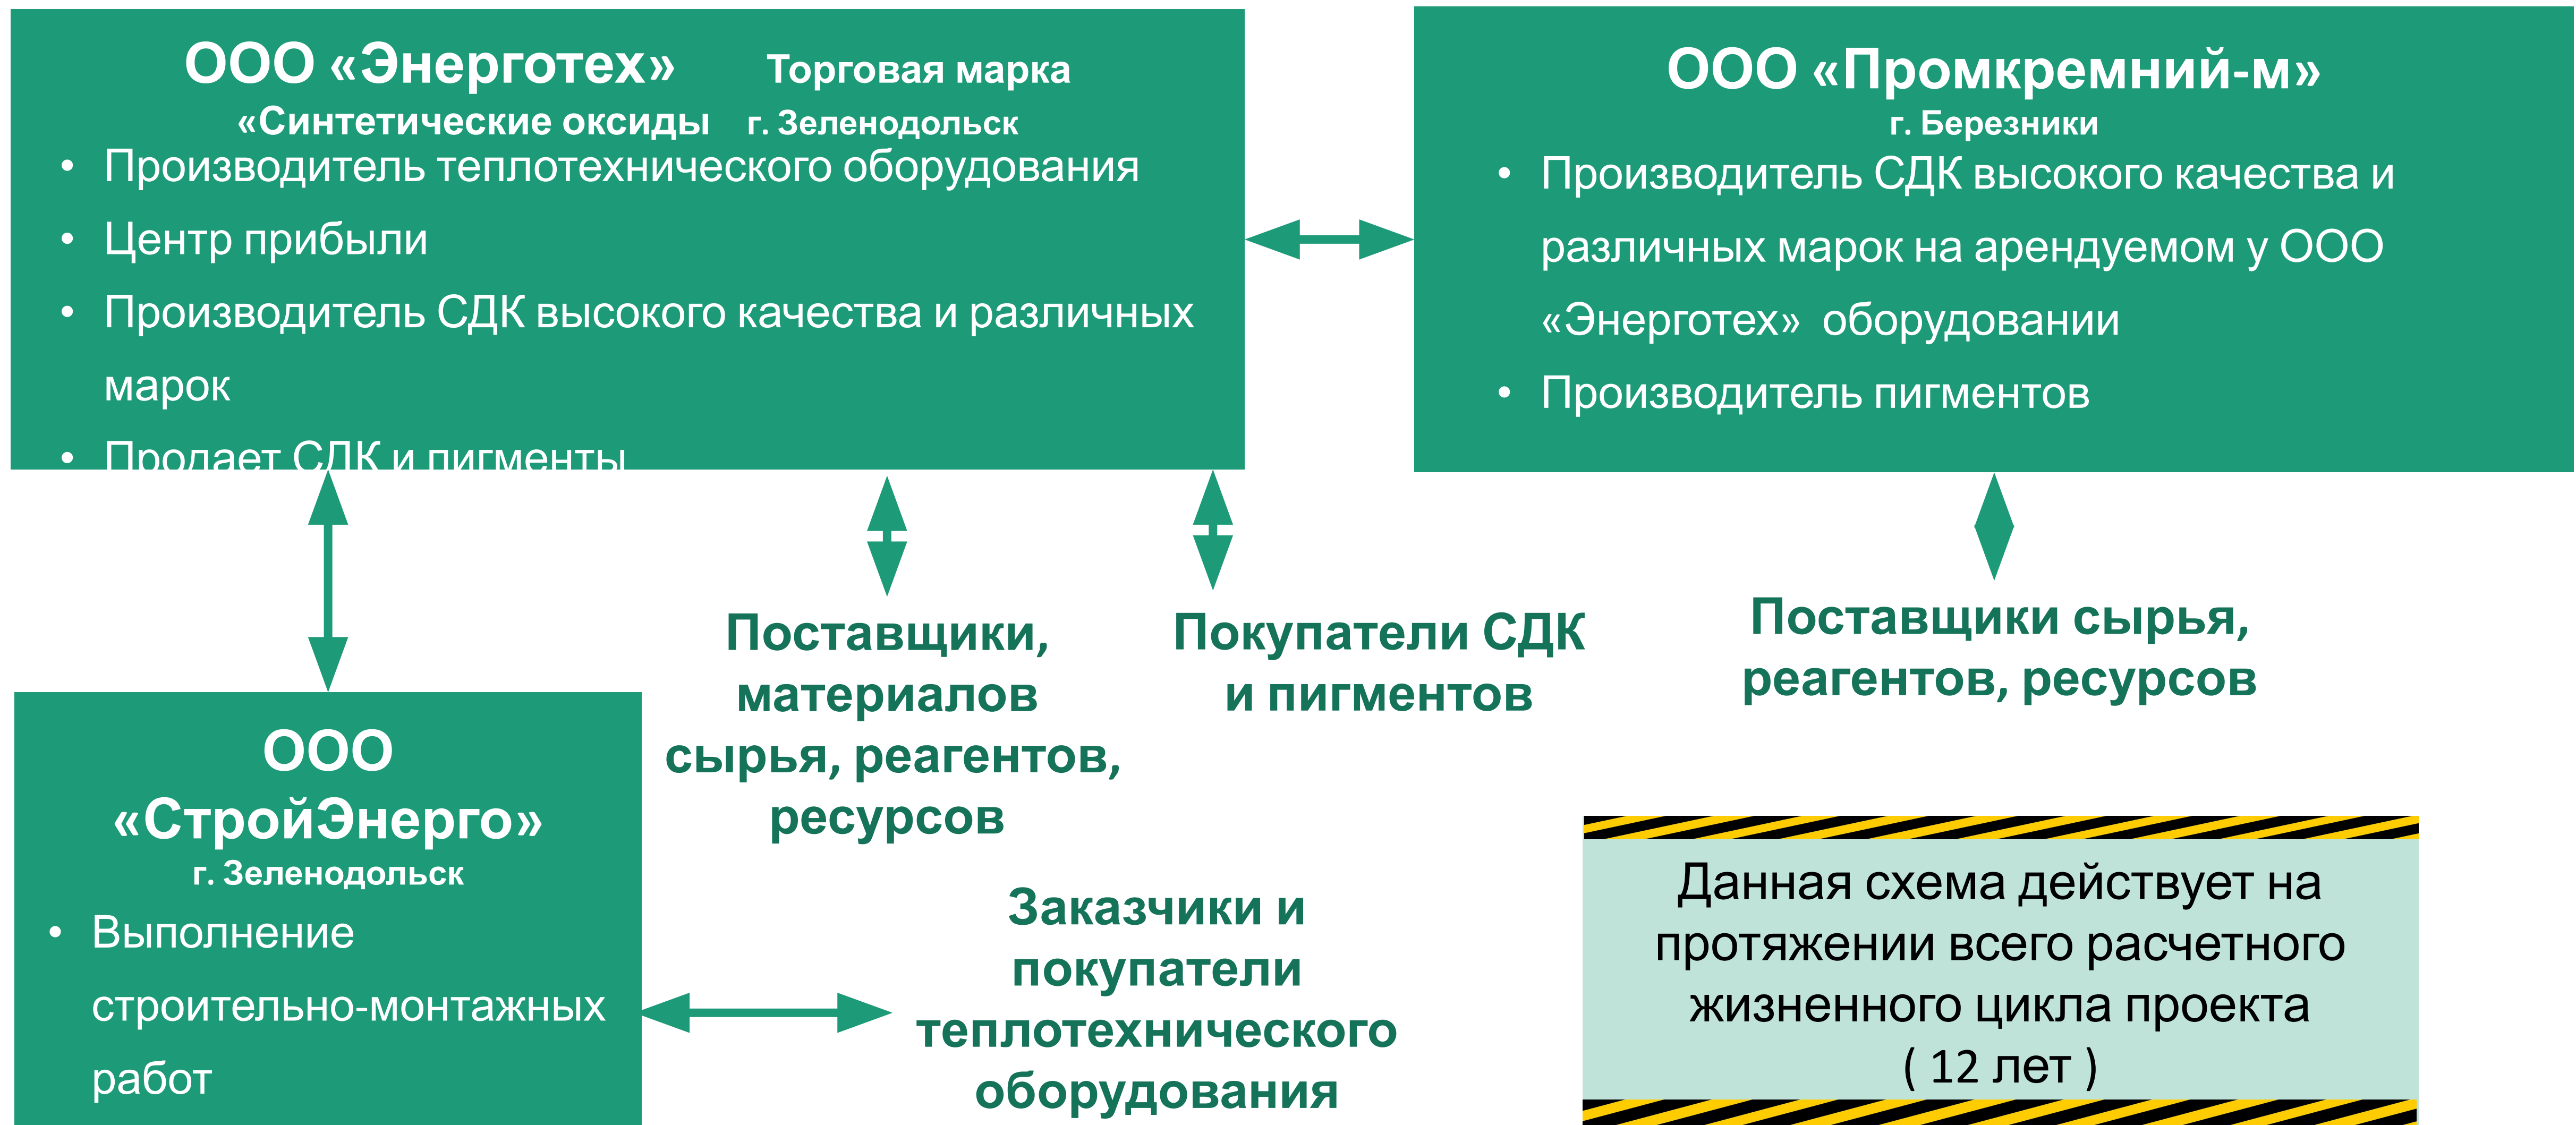 ООО «Энерготех» Торговая марка
«Синтетические оксиды г. Зеленодольск
• Производитель теплотехнического оборудования
• Центр прибыли
• Производитель СДК высокого качества и различных
марок
• Продает СДК и пигменты
ООО «Промкремний-м»
г. Березники
• Производитель СДК высокого качества и
различных марок на арендуемом у ООО
«Энерготех» оборудовании
• Производитель пигментов
Поставщики,
материалов
сырья, реагентов,
ресурсов
Покупатели СДК
и пигментов
Поставщики сырья,
реагентов, ресурсов
ООО
«СтройЭнерго»
г. Зеленодольск
• Выполнение
строительно-монтажных
работ
Заказчики и
покупатели
теплотехнического
оборудования
Данная схема действует на
протяжении всего расчетного
жизненного цикла проекта
( 12 лет )